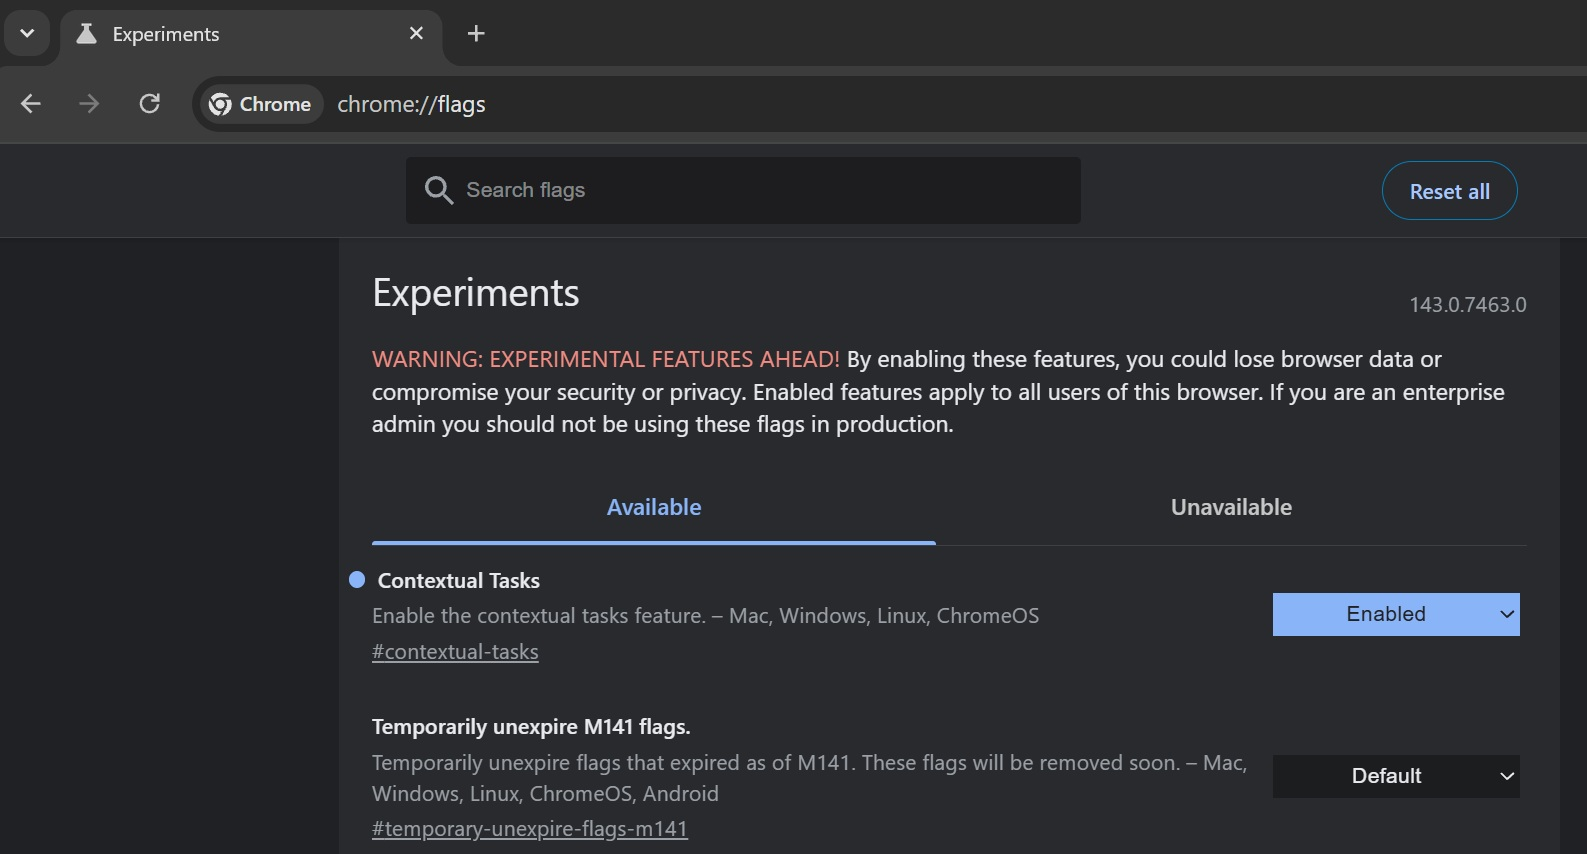 Experiments
Chrome chrome://flags
Search flags
Reset all
Experiments
143.0.7463.0
WARNING: EXPERIMENTAL FEATURES AHEAD! By enabling these features, you could lose browser data or
compromise your security or privacy. Enabled features apply to all users of this browser. If you are an enterprise
admin you should not be using these flags in production.
Available
Unavailable
Contextual Tasks
Enable the contextual tasks feature. – Mac, Windows, Linux, ChromeOS
#contextual-tasks
Enabled
Temporarily unexpire M141 flags.
Temporarily unexpire flags that expired as of M141. These flags will be removed soon. – Mac,
Windows, Linux, ChromeOS, Android
#temporary-unexpire-flags-m141
Default